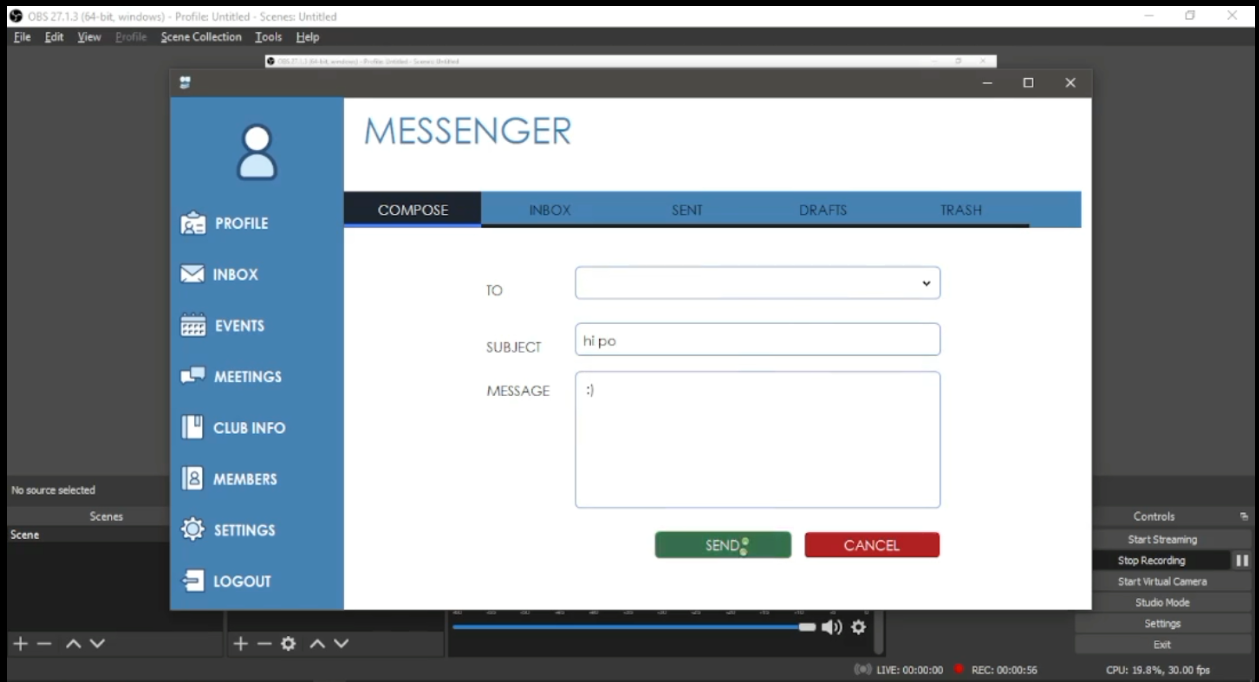 OBS 27.1.3 (64-bit, windows) - Profile: Untitled - Scenes: Untitled
File Edit View Profile Scene Collection Tools Help
OBS 27.1.3 (64-bit, windows) - Profile: Untitled - Scenes: Untitled
MESSENGER
COMPOSE INBOX SENT DRAFTS TRASH
PROFILE
INBOX
EVENTS
MEETINGS
CLUB INFO
MEMBERS
SETTINGS
LOGOUT
TO
SUBJECT hi po
MESSAGE :)
SEND CANCEL
No source selected
Scenes
Scene
Controls
Start Streaming
Stop Recording
Start Virtual Camera
Studio Mode
Settings
Exit
LIVE: 00:00:00 REC: 00:00:56 CPU: 19.8%, 30.00 fps